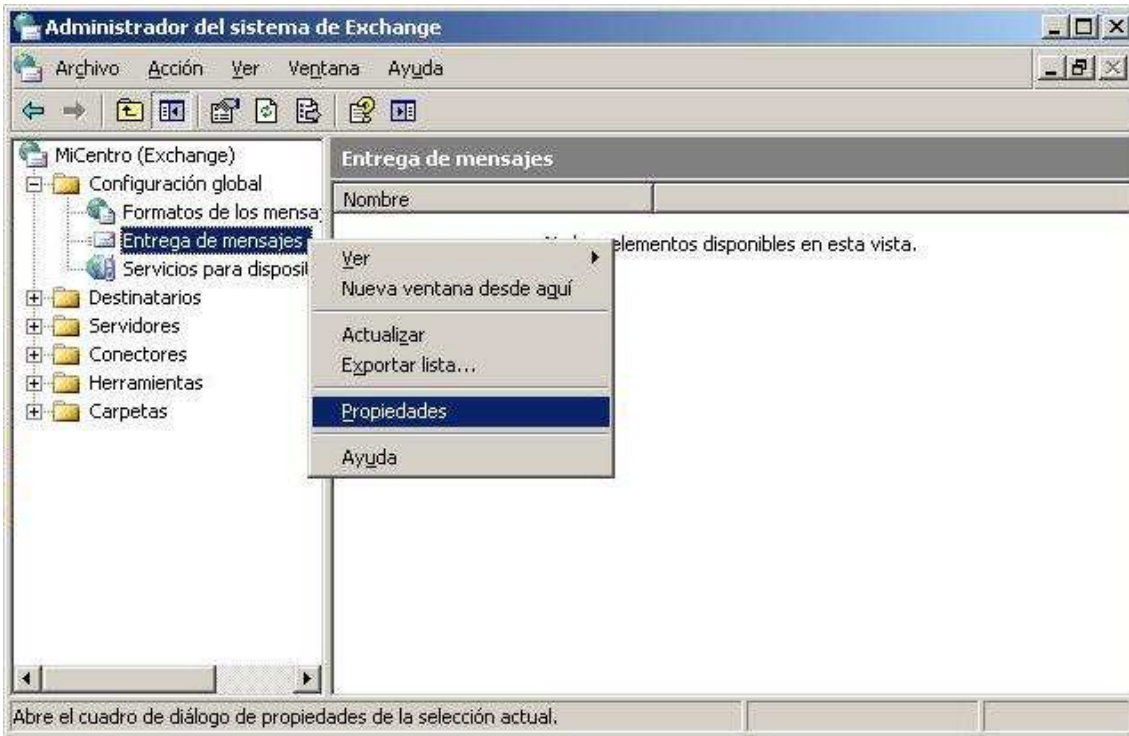 Administrador del sistema de Exchange
Archivo Acción Ver Ventana Ayuda
MiCentro (Exchange)
Configuración global
Formatos de los mensa
Entrega de mensajes
Servicios para disposit
Destinatarios
Servidores
Conectores
Herramientas
Carpetas
Entrega de mensajes
Nombre
elementos disponibles en esta vista.
Ver
Nueva ventana desde aquí
Actualizar
Exportar lista...
Propiedades
Ayuda
Abre el cuadro de diálogo de propiedades de la selección actual.